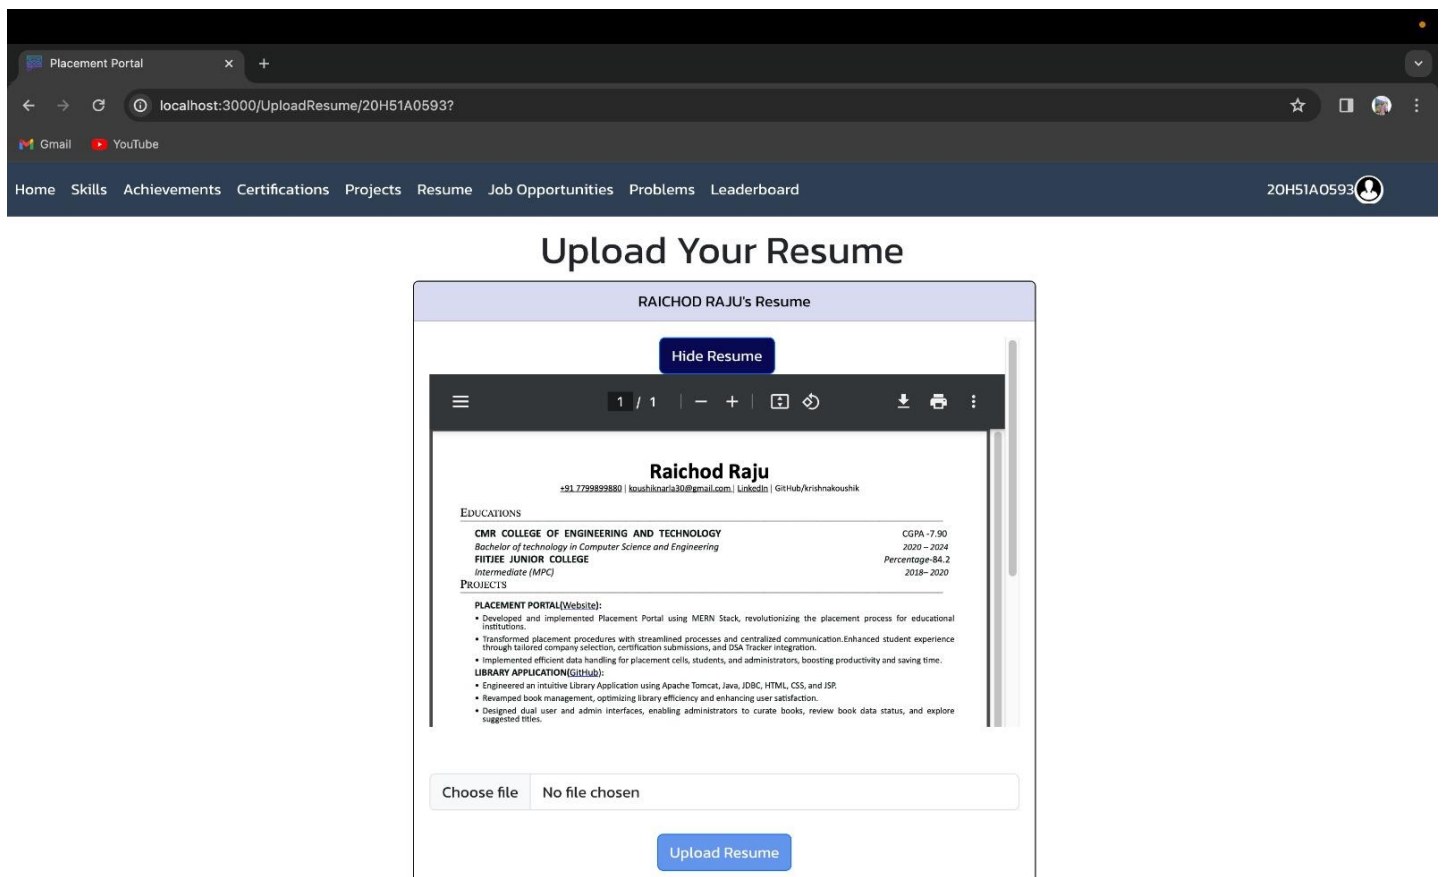 Placement Portal
localhost:3000/UploadResume/20H51A0593?
Gmail YouTube
Home Skills Achievements Certifications Projects Resume Job Opportunities Problems Leaderboard 20H51A0593
Upload Your Resume
RAICHOD RAJU's Resume
Hide Resume
1 / 1
Raichod Raju
+91 7799899880 | koushiknarla30@gmail.com | LinkedIn | GitHub/krishnakoushik
EDUCATIONS
CMR COLLEGE OF ENGINEERING AND TECHNOLOGY CGPA -7.90
Bachelor of technology in Computer Science and Engineering 2020 – 2024
FIITJEE JUNIOR COLLEGE Percentage-84.2
Intermediate (MPC) 2018– 2020
PROJECTS
PLACEMENT PORTAL(Website):
• Developed and implemented Placement Portal using MERN Stack, revolutionizing the placement process for educational
institutions.
• Transformed placement procedures with streamlined processes and centralized communication.Enhanced student experience
through tailored company selection, certification submissions, and DSA Tracker integration.
• Implemented efficient data handling for placement cells, students, and administrators, boosting productivity and saving time.
LIBRARY APPLICATION(GitHub):
• Engineered an intuitive Library Application using Apache Tomcat, Java, JDBC, HTML, CSS, and JSP.
• Revamped book management, optimizing library efficiency and enhancing user satisfaction.
• Designed dual user and admin interfaces, enabling administrators to curate books, review book data status, and explore
suggested titles.
Choose file No file chosen
Upload Resume